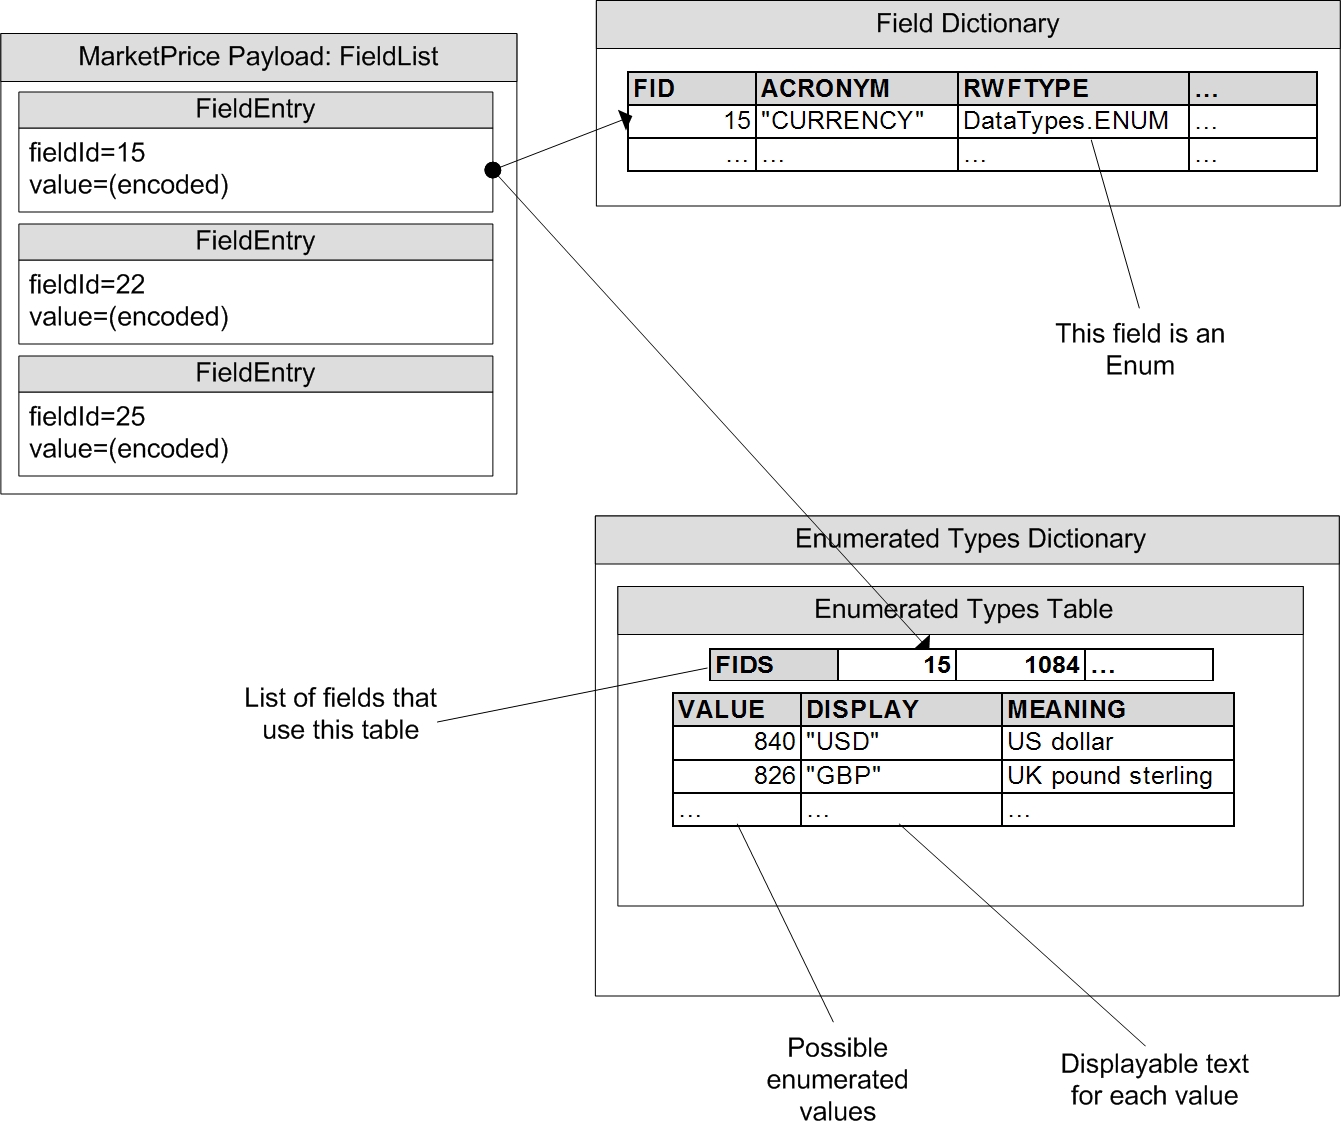 MarketPrice Payload: FieldList
FieldEntry
fieldId=15
value=(encoded)
FieldEntry
fieldId=22
value=(encoded)
FieldEntry
fieldId=25
value=(encoded)
Field Dictionary
FID ACRONYM RWFTYPE ...
15 "CURRENCY" DataTypes.ENUM ...
... ... ... ...
This field is an
Enum
Enumerated Types Dictionary
Enumerated Types Table
FIDS 15 1084 ...
List of fields that
use this table
VALUE DISPLAY MEANING
840 "USD" US dollar
826 "GBP" UK pound sterling
... ... ...
Possible
enumerated
values
Displayable text
for each value